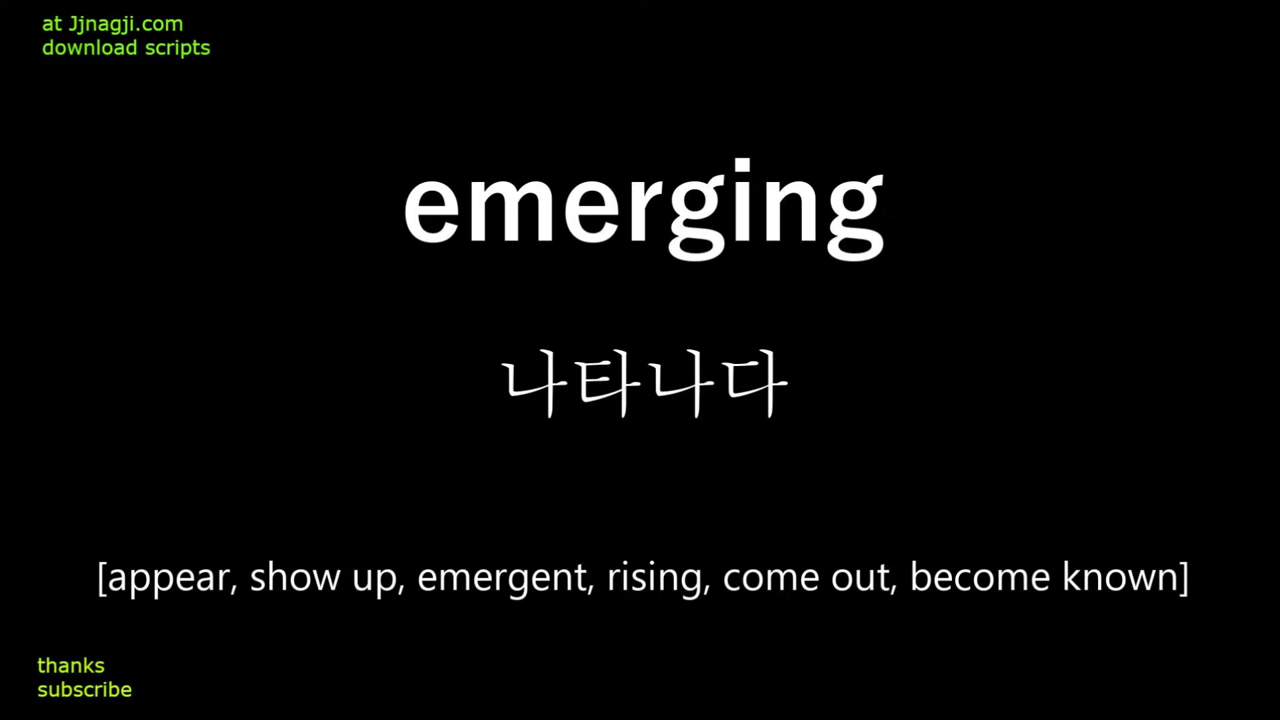 at Jjnagji.com
download scripts
emerging
나타나다
[appear, show up, emergent, rising, come out, become known]
thanks
subscribe